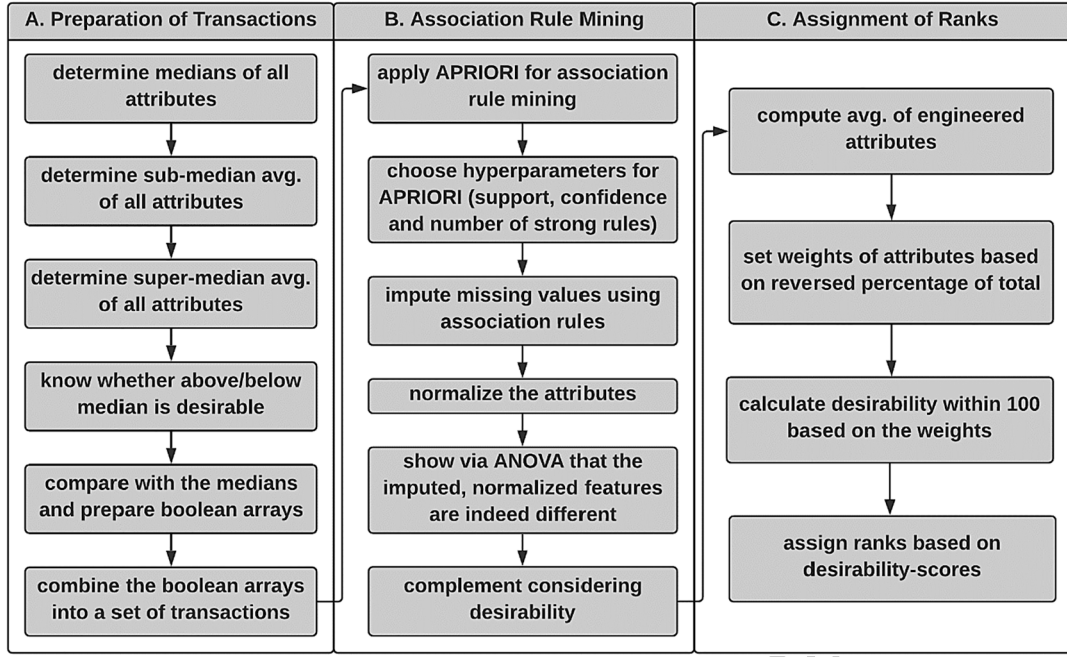 A. Preparation of Transactions
determine medians of all
attributes
determine sub-median avg.
of all attributes
determine super-median avg.
of all attributes
know whether above/below
median is desirable
compare with the medians
and prepare boolean arrays
combine the boolean arrays
into a set of transactions
B. Association Rule Mining
apply APRIORI for association
rule mining
choose hyperparameters for
APRIORI (support, confidence
and number of strong rules)
impute missing values using
association rules
normalize the attributes
show via ANOVA that the
imputed, normalized features
are indeed different
complement considering
desirability
C. Assignment of Ranks
compute avg. of engineered
attributes
set weights of attributes based
on reversed percentage of total
calculate desirability within 100
based on the weights
assign ranks based on
desirability-scores